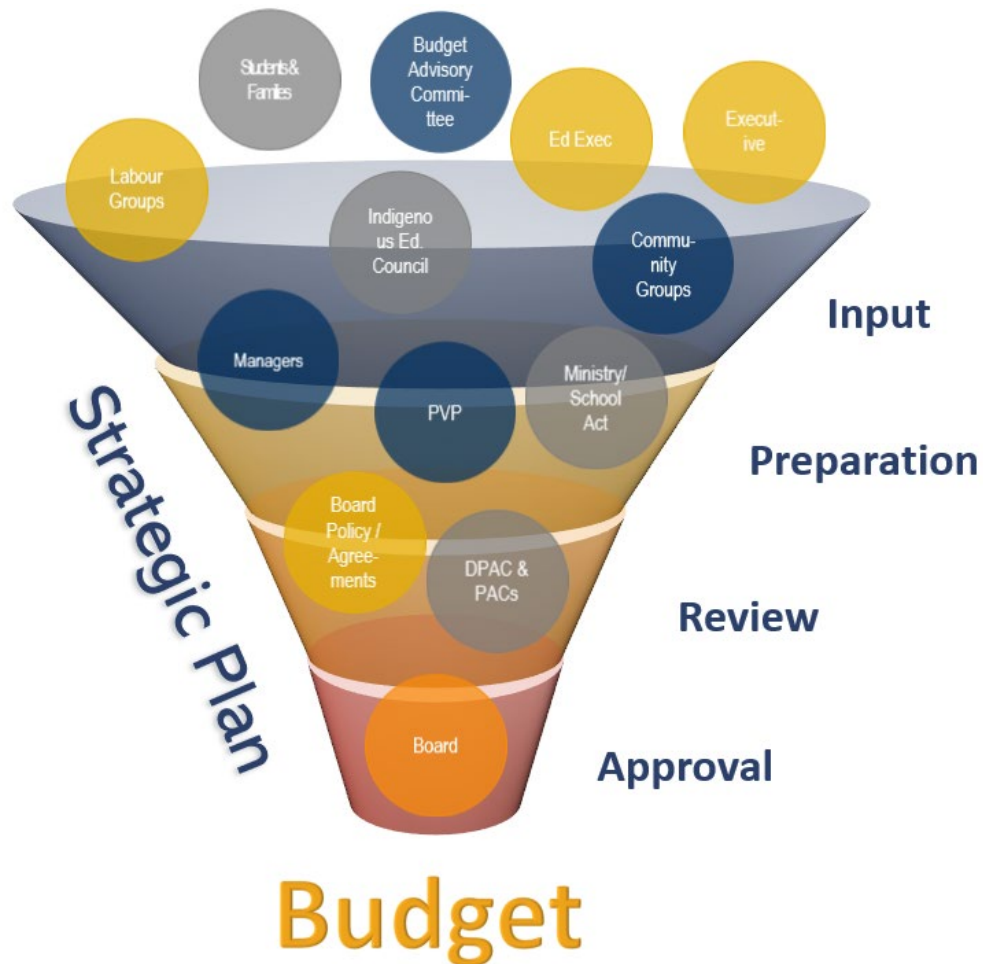 Students &
Families
Budget
Advisory
Commi-
ttee
Ed Exec
Execut-
ive
Labour
Groups
Indigeno
us Ed.
Council
Commu-
nity
Groups
Input
Managers
PVP
Ministry/
School
Act
Strategic Plan
Preparation
Board
Policy /
Agree-
ments
DPAC &
PACs
Review
Board
Approval
Budget